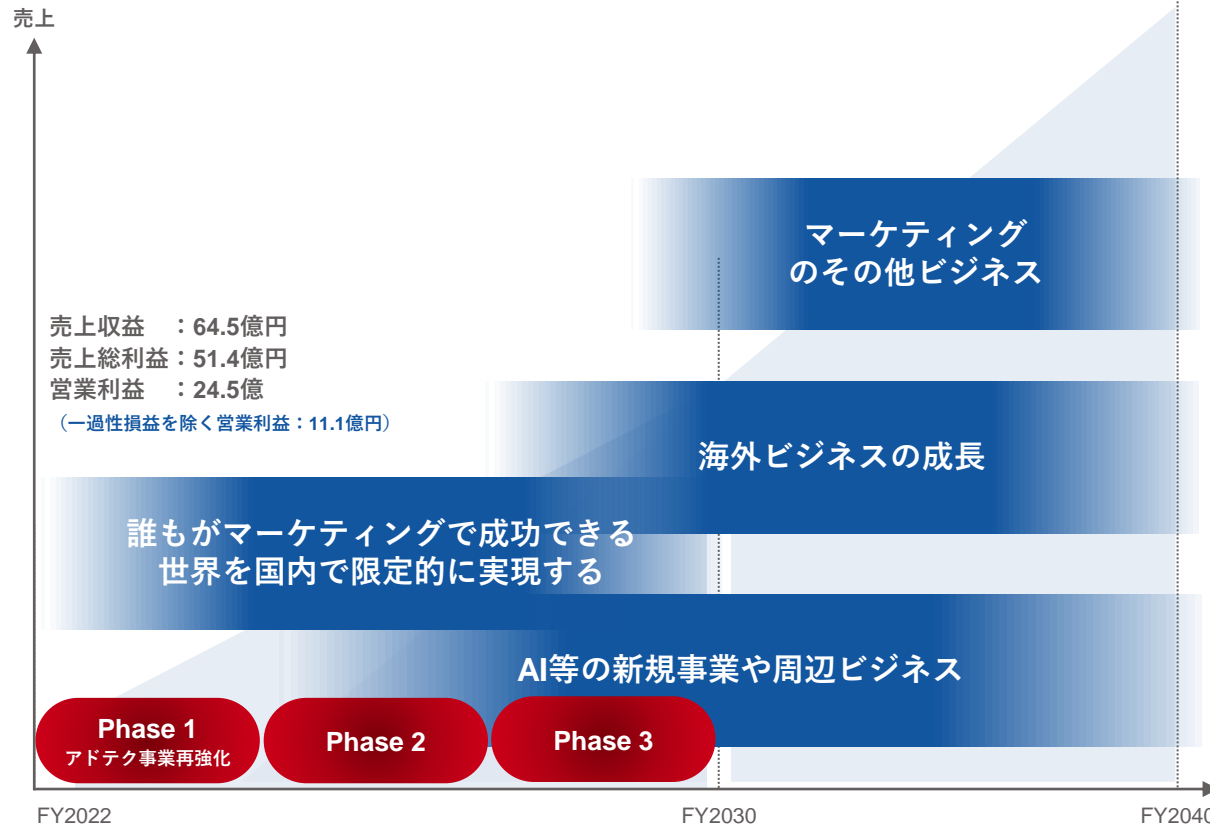 売上
マーケティング
のその他ビジネス
売上収益　：64.5億円
売上総利益：51.4億円
営業利益　：24.5億
（一過性損益を除く営業利益：11.1億円）
海外ビジネスの成長
誰もがマーケティングで成功できる
世界を国内で限定的に実現する
AI等の新規事業や周辺ビジネス
Phase 1
アドテク事業再強化
Phase 2
Phase 3
FY2022
FY2030
FY2040